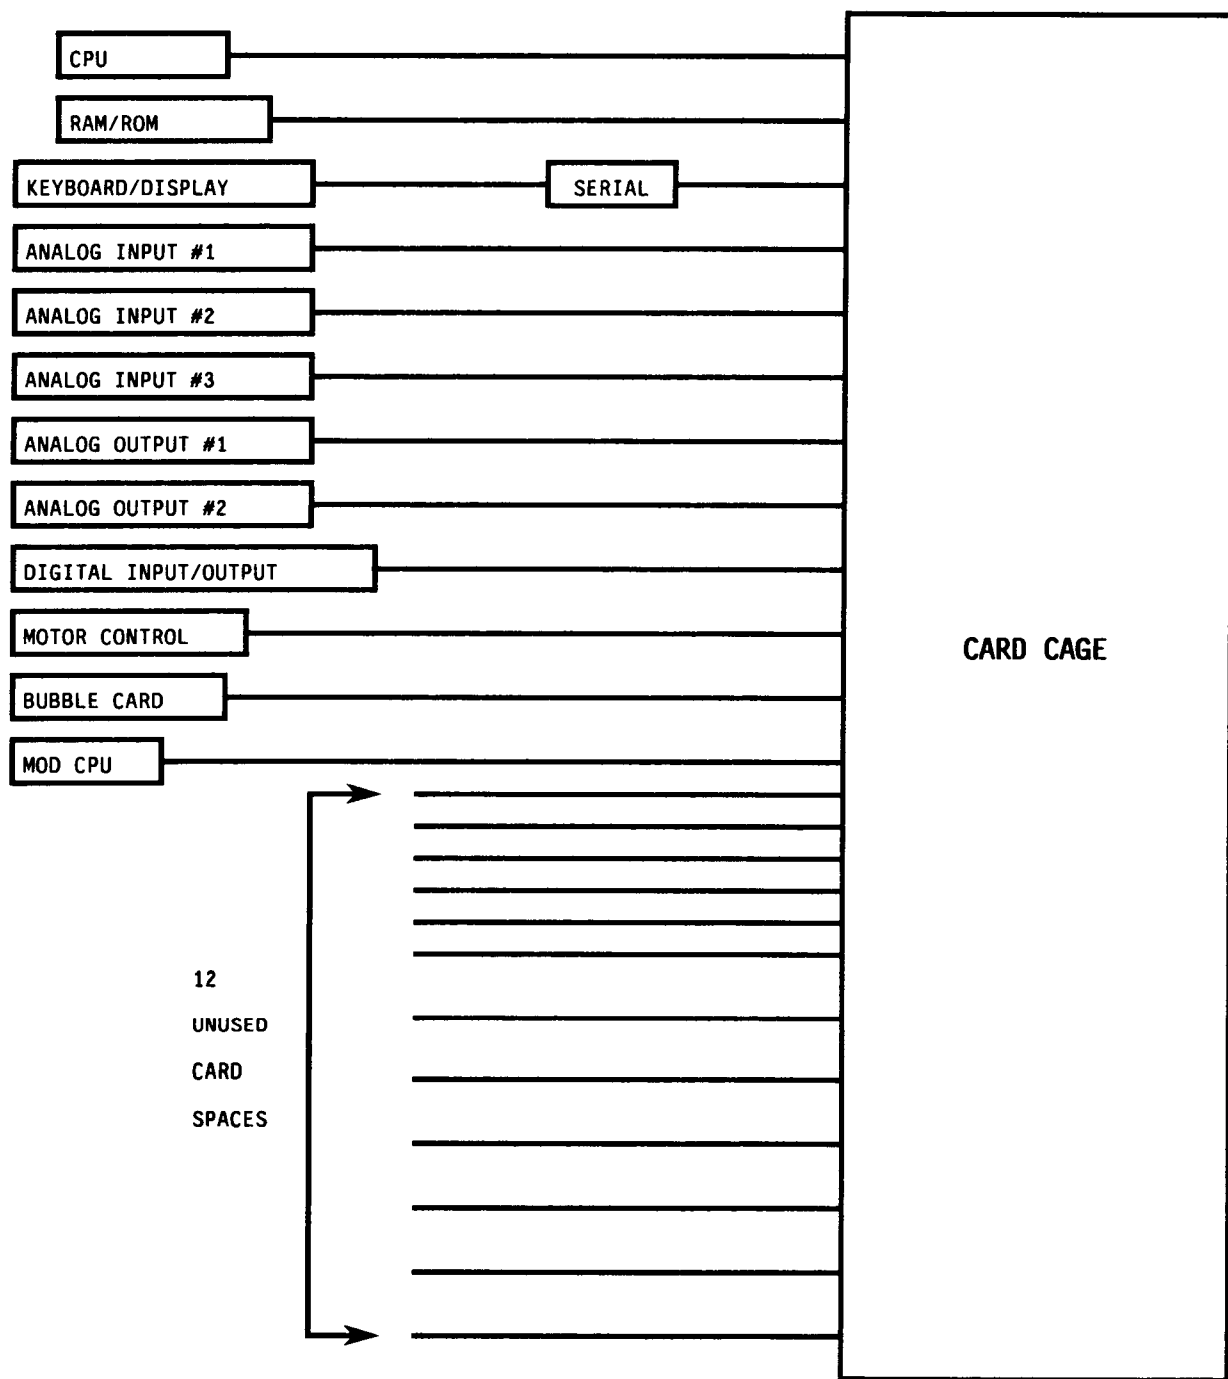 CPU
RAM/ROM
KEYBOARD/DISPLAY
SERIAL
ANALOG INPUT #1
ANALOG INPUT #2
ANALOG INPUT #3
ANALOG OUTPUT #1
ANALOG OUTPUT #2
DIGITAL INPUT/OUTPUT
MOTOR CONTROL
CARD CAGE
BUBBLE CARD
MOD CPU
12
UNUSED
CARD
SPACES